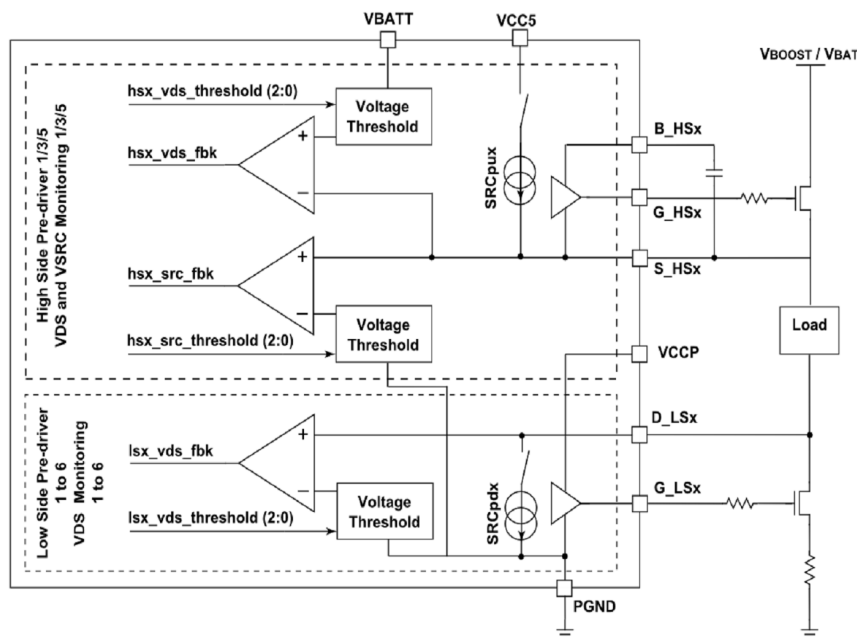 VBATT
VCC5
VBOOST / VBAT
hsx_vds_threshold (2:0)
Voltage
Threshold
B_HSx
hsx_vds_fbk
SRCpux
G_HSx
High Side Pre-driver 1/3/5
VDS and VSRC Monitoring 1/3/5
+
−
S_HSx
+
hsx_src_fbk
−
Voltage
Threshold
Load
hsx_src_threshold (2:0)
VCCP
D_LSx
Low Side Pre-driver
1 to 6
VDS Monitoring
1 to 6
+
lsx_vds_fbk
−
Voltage
Threshold
SRCpdx
G_LSx
lsx_vds_threshold (2:0)
PGND